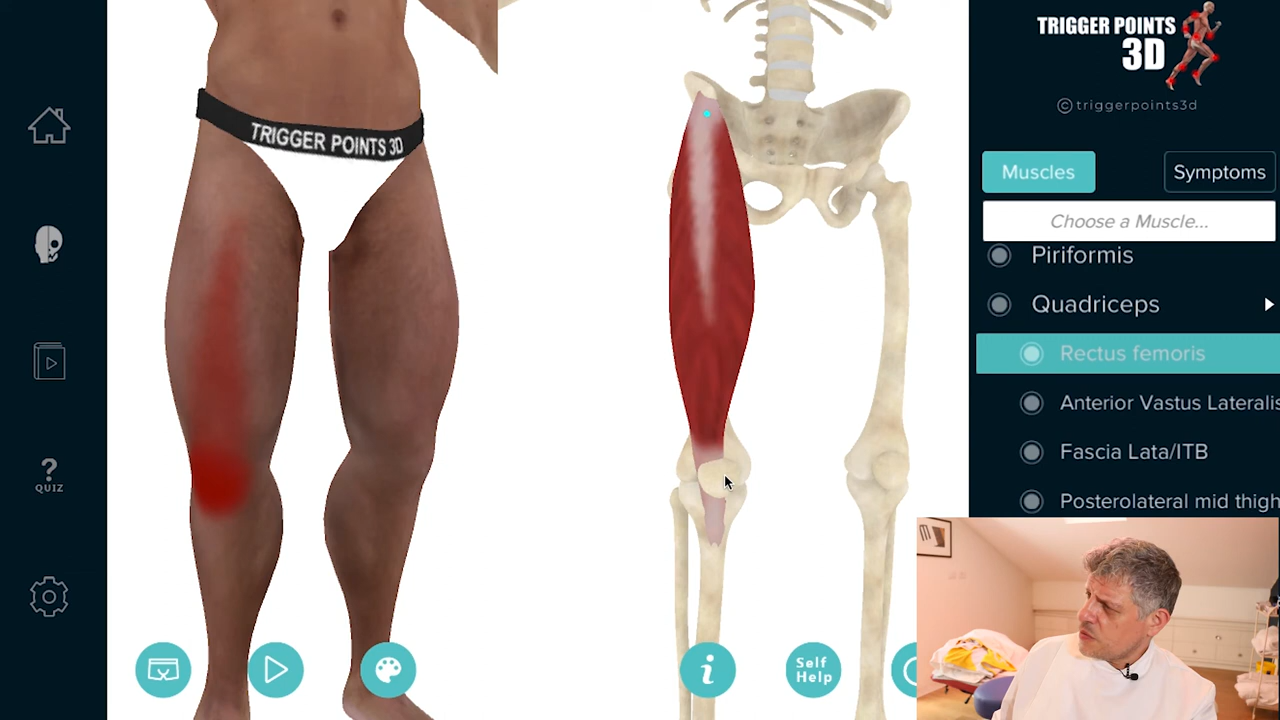 TRIGGER POINTS 3D
TRIGGER POINTS
3D
©triggerpoints3d
Muscles
Symptoms
Choose a Muscle...
Piriformis
Quadriceps
Rectus femoris
Anterior Vastus Lateralis
Fascia Lata/ITB
Posterolateral mid thigh
?
QUIZ
i
Self
Help